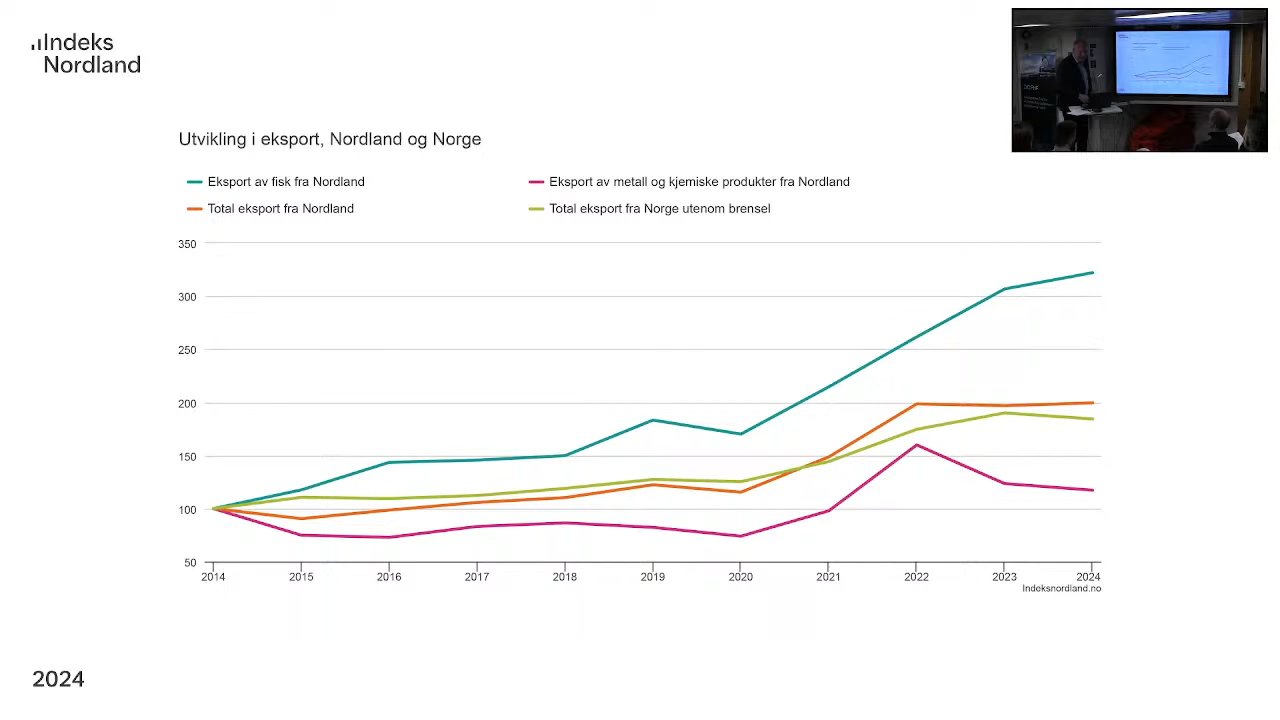 Indeks
Nordland
Utvikling i eksport, Nordland og Norge
Eksport av fisk fra Nordland
Eksport av metall og kjemiske produkter fra Nordland
Total eksport fra Nordland
Total eksport fra Norge utenom brensel
350
300
250
200
150
100
50
2014 2015 2016 2017 2018 2019 2020 2021 2022 2023 2024
Indeksnordland.no
2024